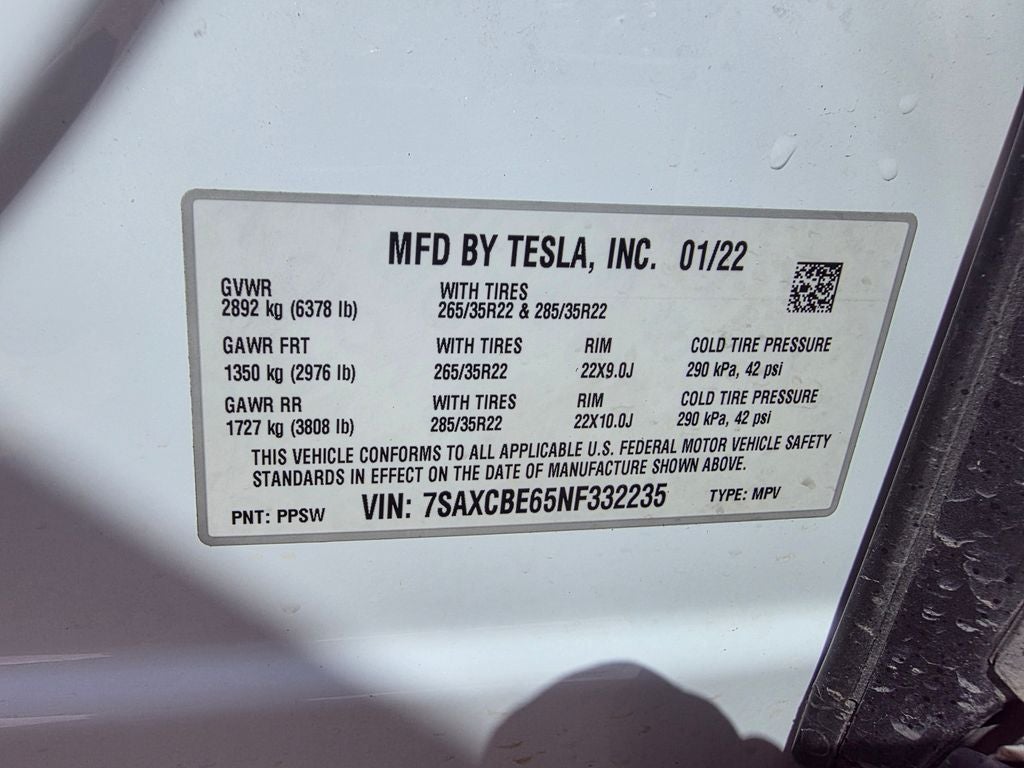 MFD BY TESLA, INC. 01/22
GVWR WITH TIRES
2892 kg (6378 lb) 265/35R22 & 285/35R22
GAWR FRT WITH TIRES RIM COLD TIRE PRESSURE
1350 kg (2976 lb) 265/35R22 22X9.0J 290 kPa, 42 psi
GAWR RR WITH TIRES RIM COLD TIRE PRESSURE
1727 kg (3808 lb) 285/35R22 22X10.0J 290 kPa, 42 psi
THIS VEHICLE CONFORMS TO ALL APPLICABLE U.S. FEDERAL MOTOR VEHICLE SAFETY
STANDARDS IN EFFECT ON THE DATE OF MANUFACTURE SHOWN ABOVE.
PNT: PPSW VIN: 7SAXCBE65NF332235 TYPE: MPV